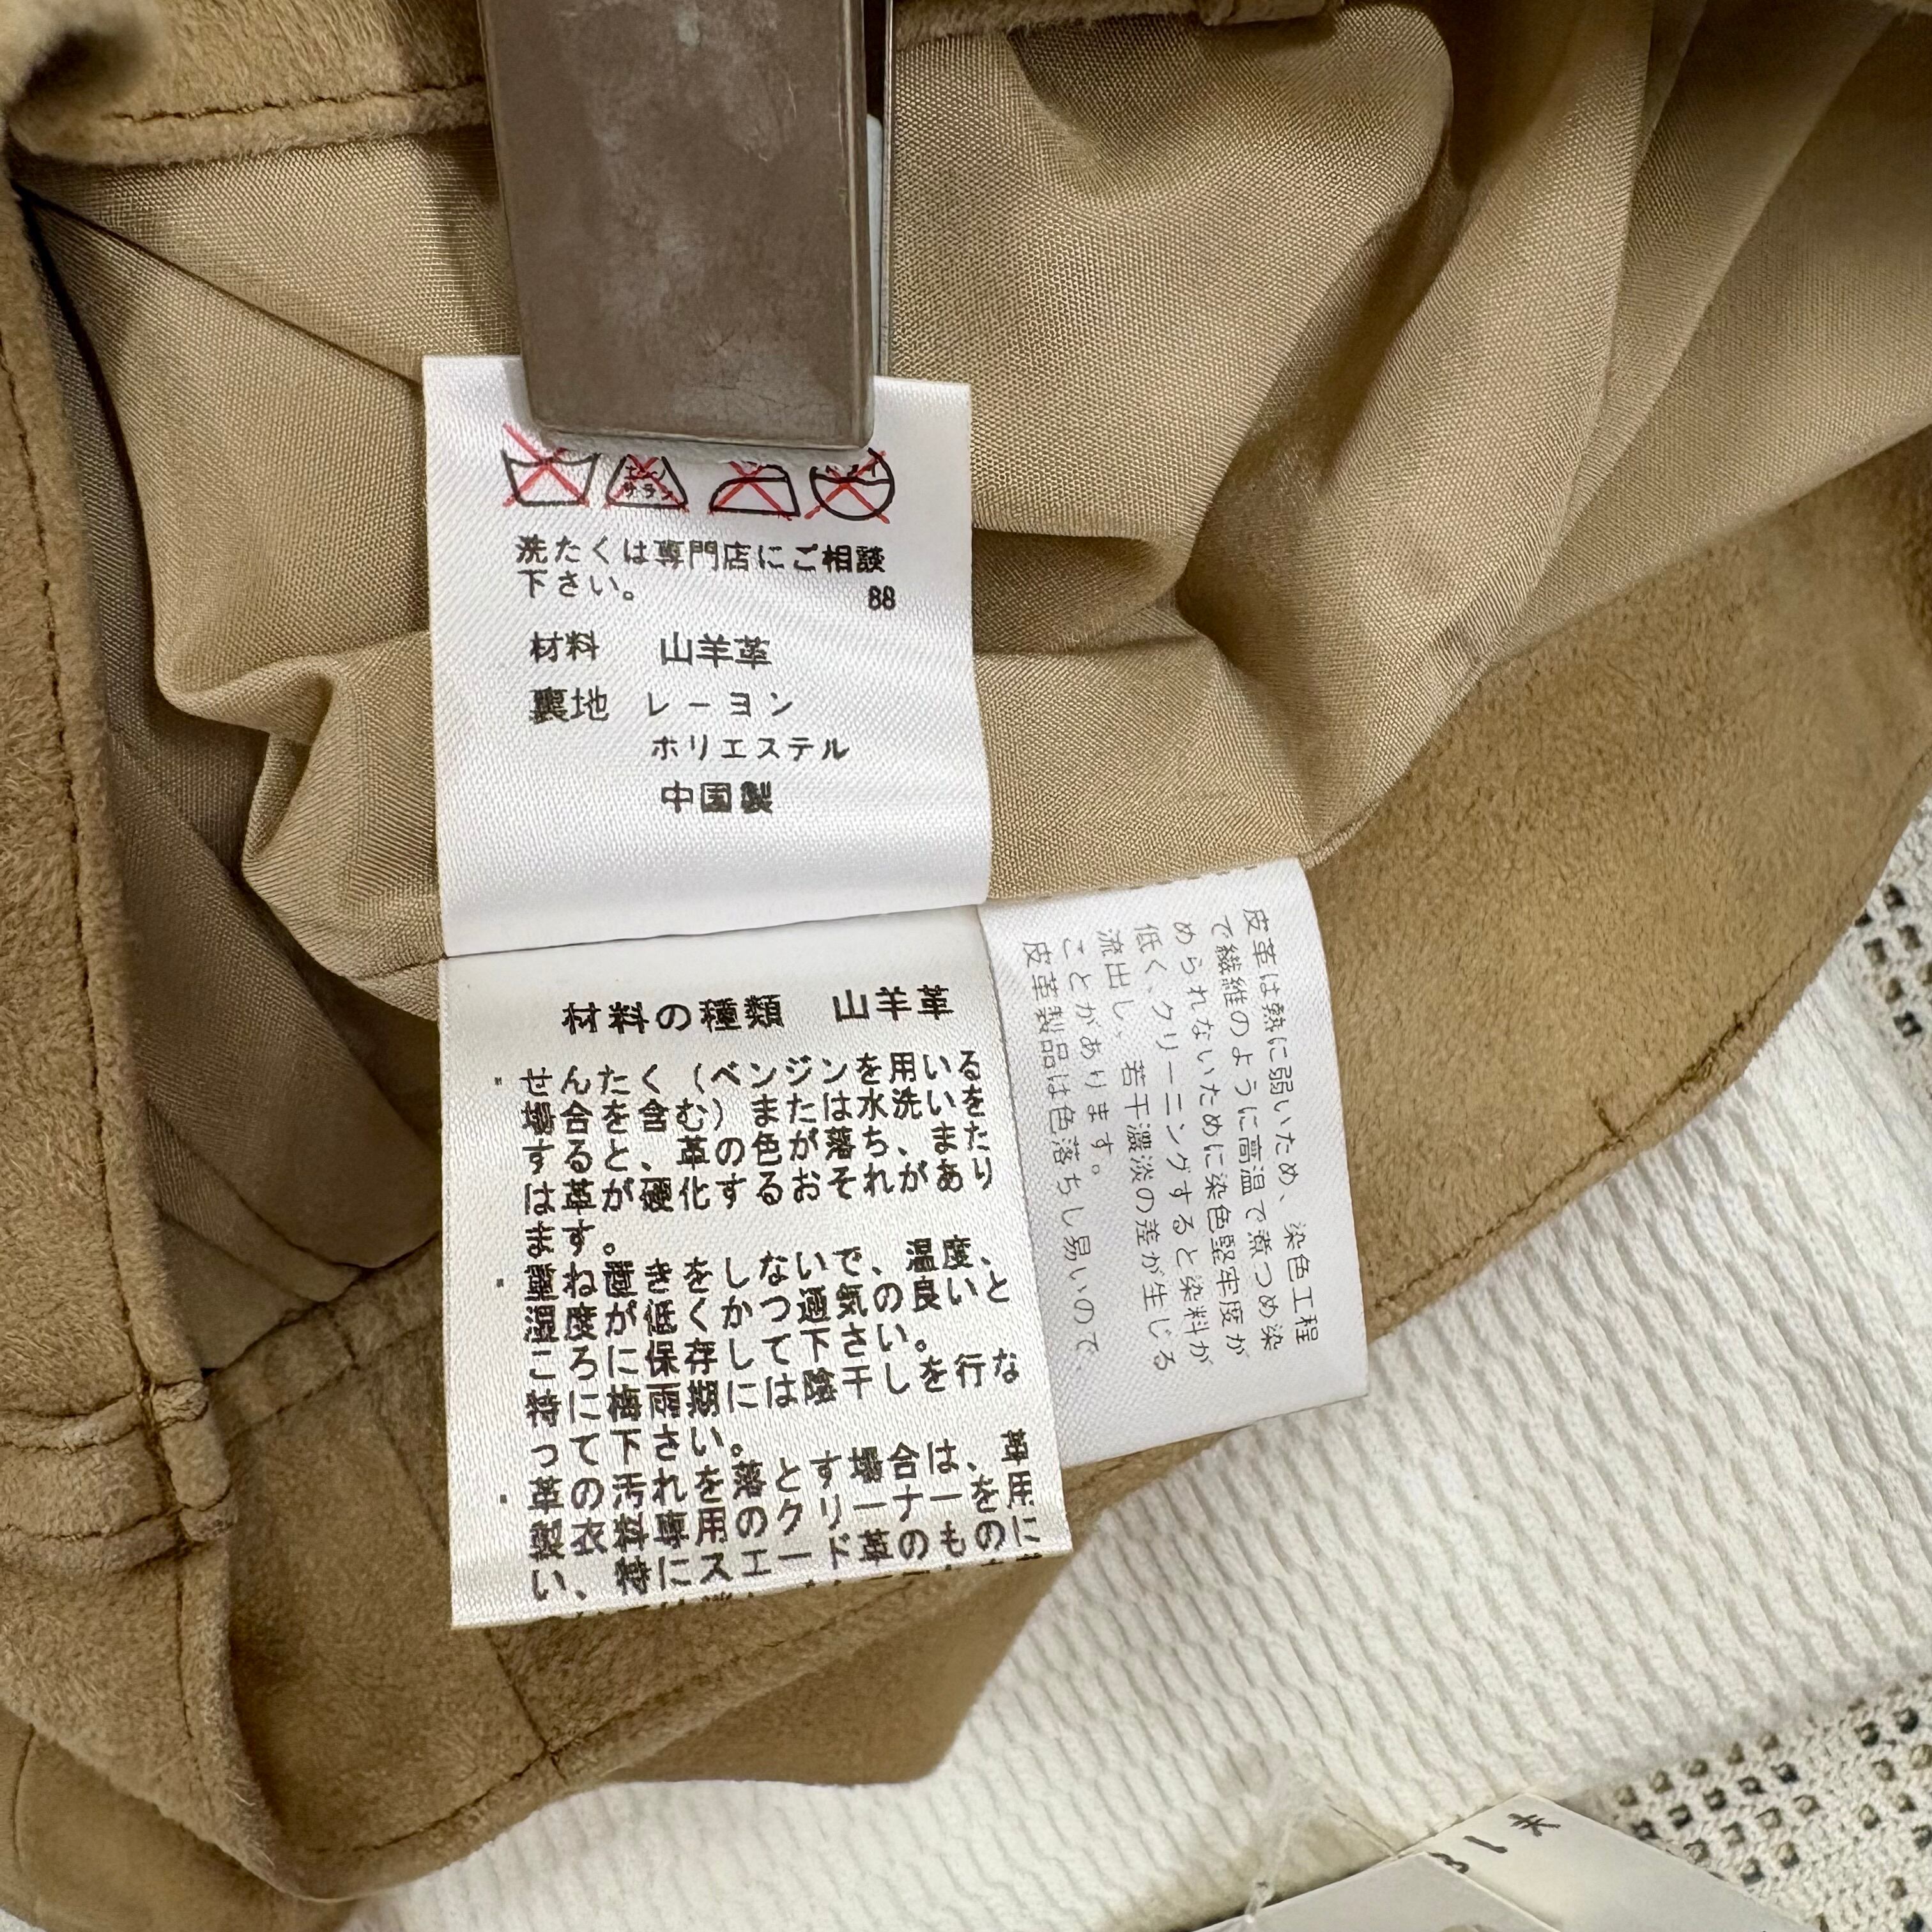 洗たくは専門店にご相談
下さい。
88
材料 山羊革
裏地 レーヨン
ポリエステル
中国製
材料の種類 山羊革
・せんたく（ベンジンを用いる
場合を含む）または水洗いを
すると、革の色が落ち、また
は革が硬化するおそれがあり
ます。
・重ね置きをしないで、温度、
湿度が低くかつ通気の良いと
ころに保存して下さい。
特に梅雨期には陰干しを行な
って下さい。
・革の汚れを落とす場合は、革
製衣料専用のクリーナーを用
い、特にスエード革のものに
皮革は熱に弱いため、染色工程
で繊維のように高温で煮つめ染
められないために染色堅牢度が
低く、クリーニングすると染料が
流出し、若干濃淡の差が生じる
ことがあります。
皮革製品は色落ちし易いので、